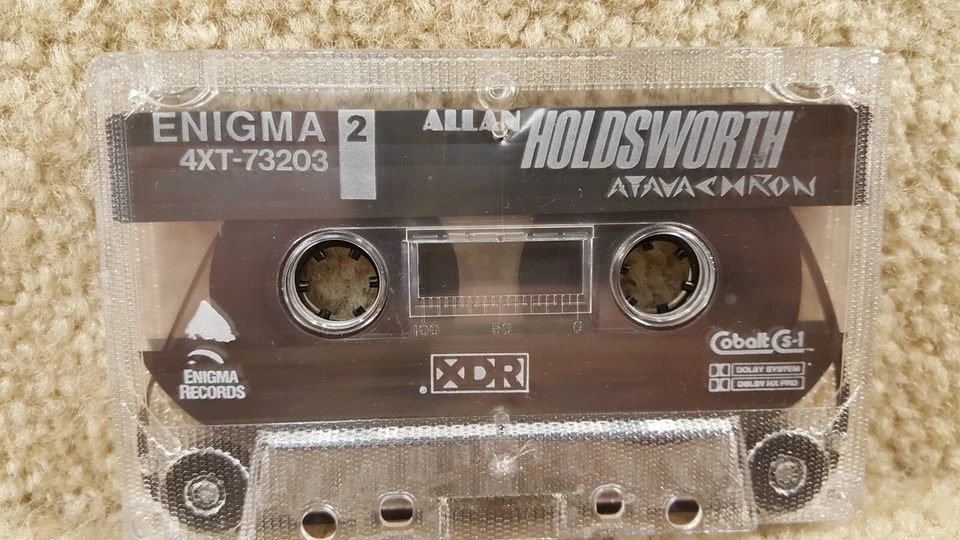 ENIGMA 2
4XT-73203
ALLAN HOLDSWORTH
ATAVACHRON
100 50 0
ENIGMA
RECORDS
XDR
Cobalt Cs-1
DOLBY SYSTEM
DOLBY HX PRO
2